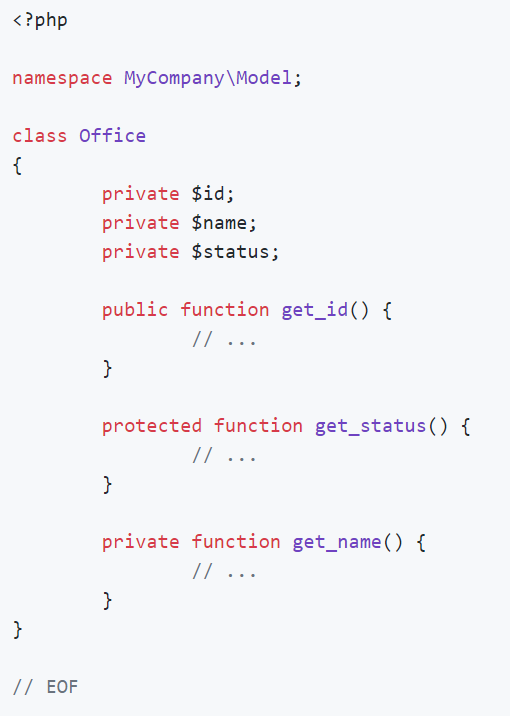 <?php
namespace MyCompany\Model;
class Office
{
private $id;
private $name;
private $status;
public function get_id() {
// ...
}
protected function get_status() {
// ...
}
private function get_name() {
// ...
}
}
// EOF